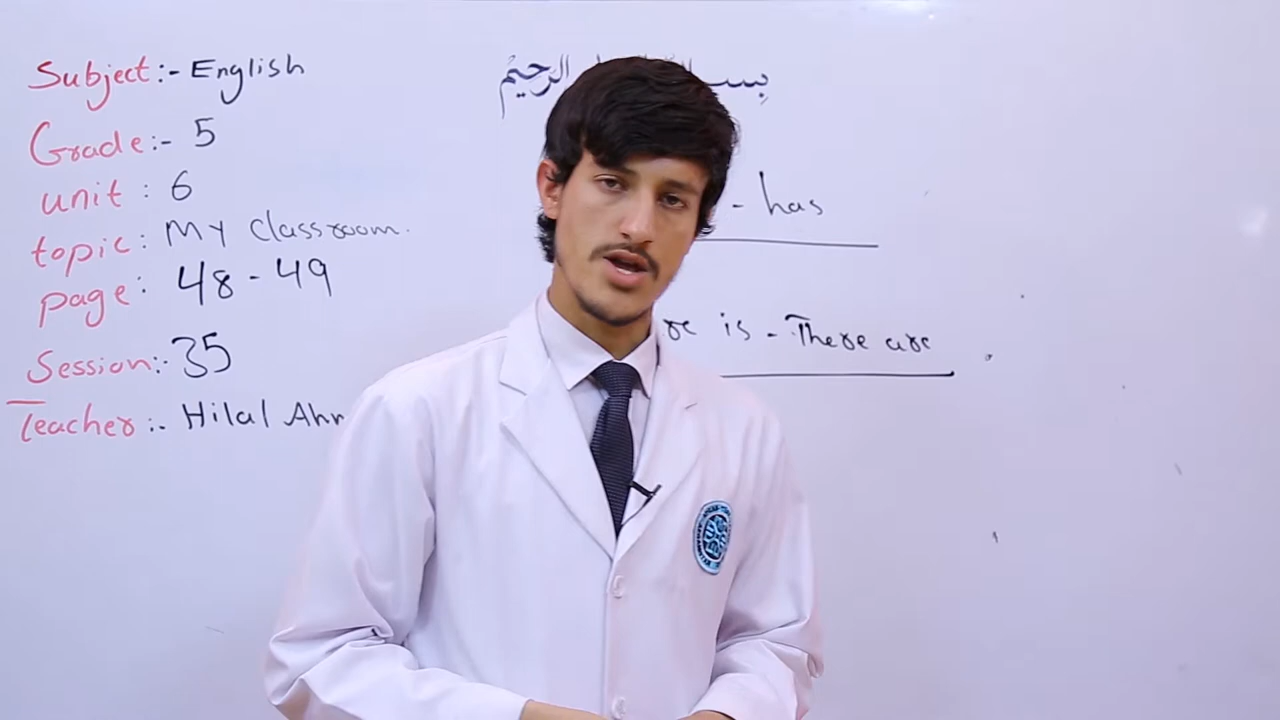 Subject:- English
Grade:- 5
unit : 6
topic: My classroom.
page: 48 - 49
Session:- 35
Teacher:. Hilal
بسم
الرحيم
- has
is - There are